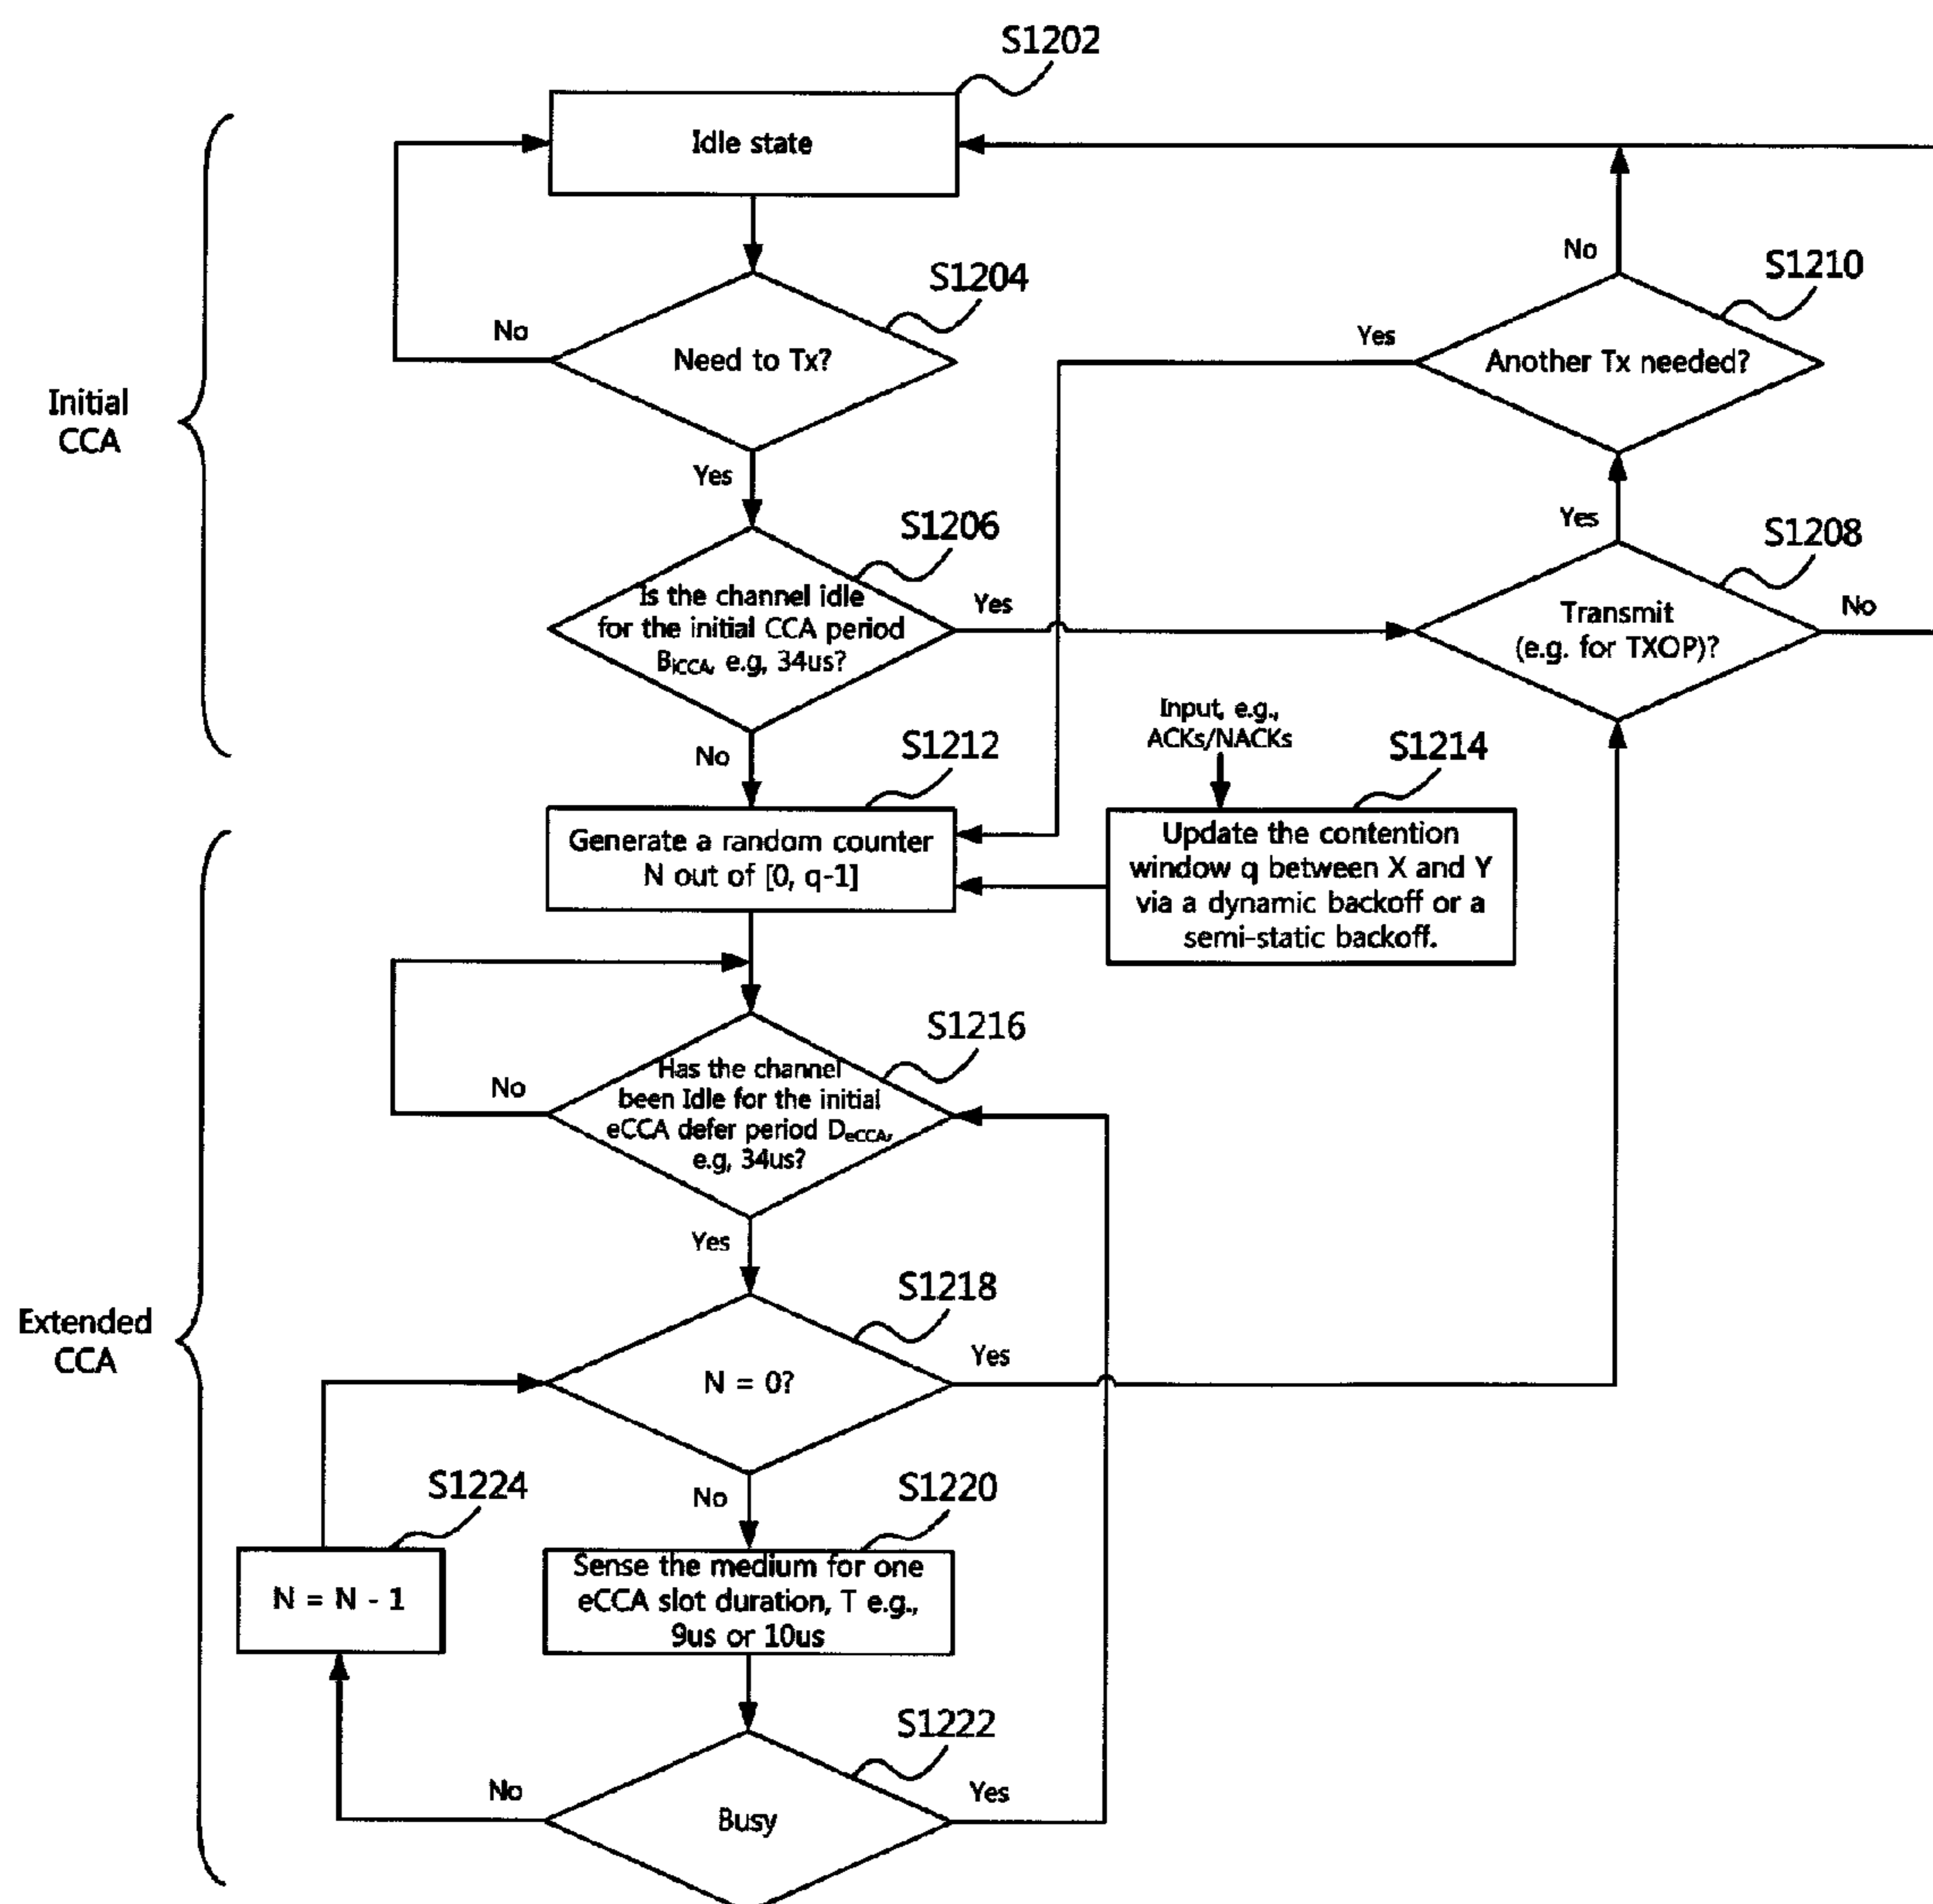 S1202
Idle state
S1204
No
Need to Tx?
Yes
S1210
No
Yes
Another Tx needed?
Initial
CCA
S1206
Is the channel idle
for the initial CCA period
BiCCA, e.g, 34us?
Yes
No
S1208
Yes
Transmit
(e.g. for TXOP)?
No
Input, e.g.,
ACKs/NACKs
S1212
Generate a random counter
N out of [0, q-1]
S1214
Update the contention
window q between X and Y
via a dynamic backoff or a
semi-static backoff.
S1216
No
Has the channel
been Idle for the initial
eCCA defer period DeCCA,
e.g, 34us?
Yes
Extended
CCA
S1218
N = 0?
Yes
No
S1224
N = N - 1
S1220
Sense the medium for one
eCCA slot duration, T e.g.,
9us or 10us
S1222
No
Busy
Yes